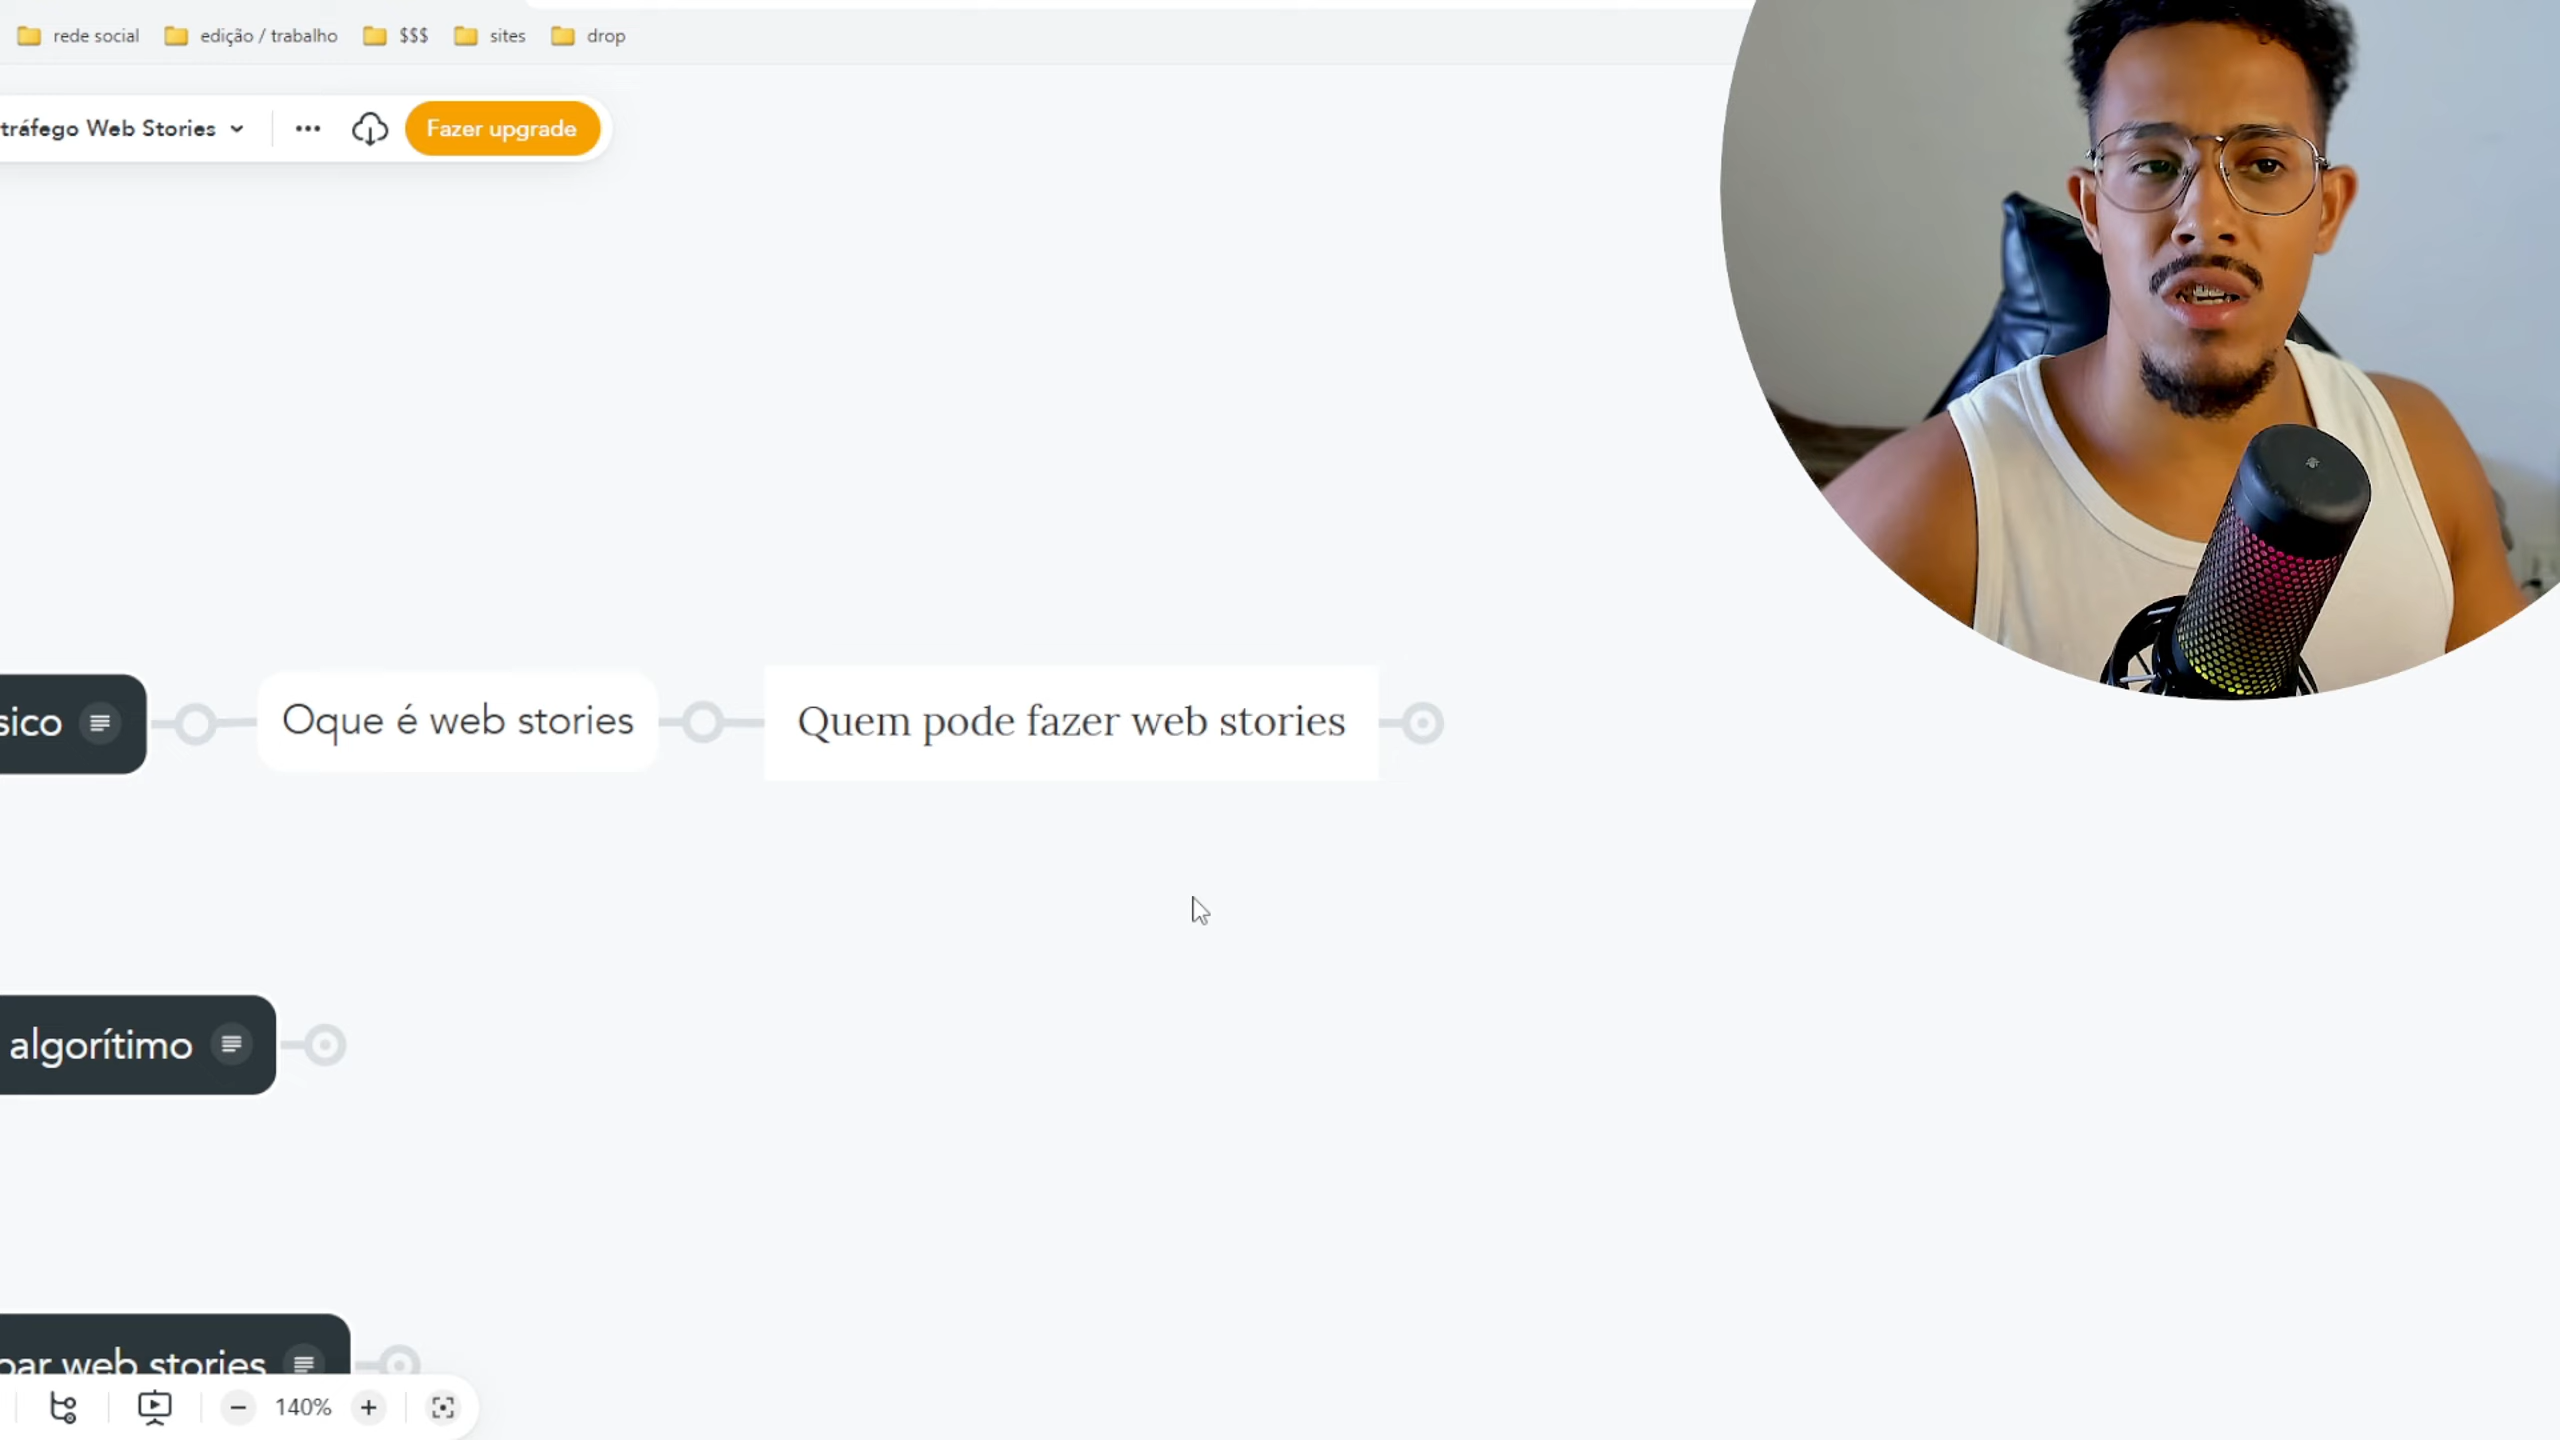 rede social edição / trabalho $$$ sites drop
tráfego Web Stories ••• Fazer upgrade
sico Oque é web stories Quem pode fazer web stories
algorítimo
web stories
140%